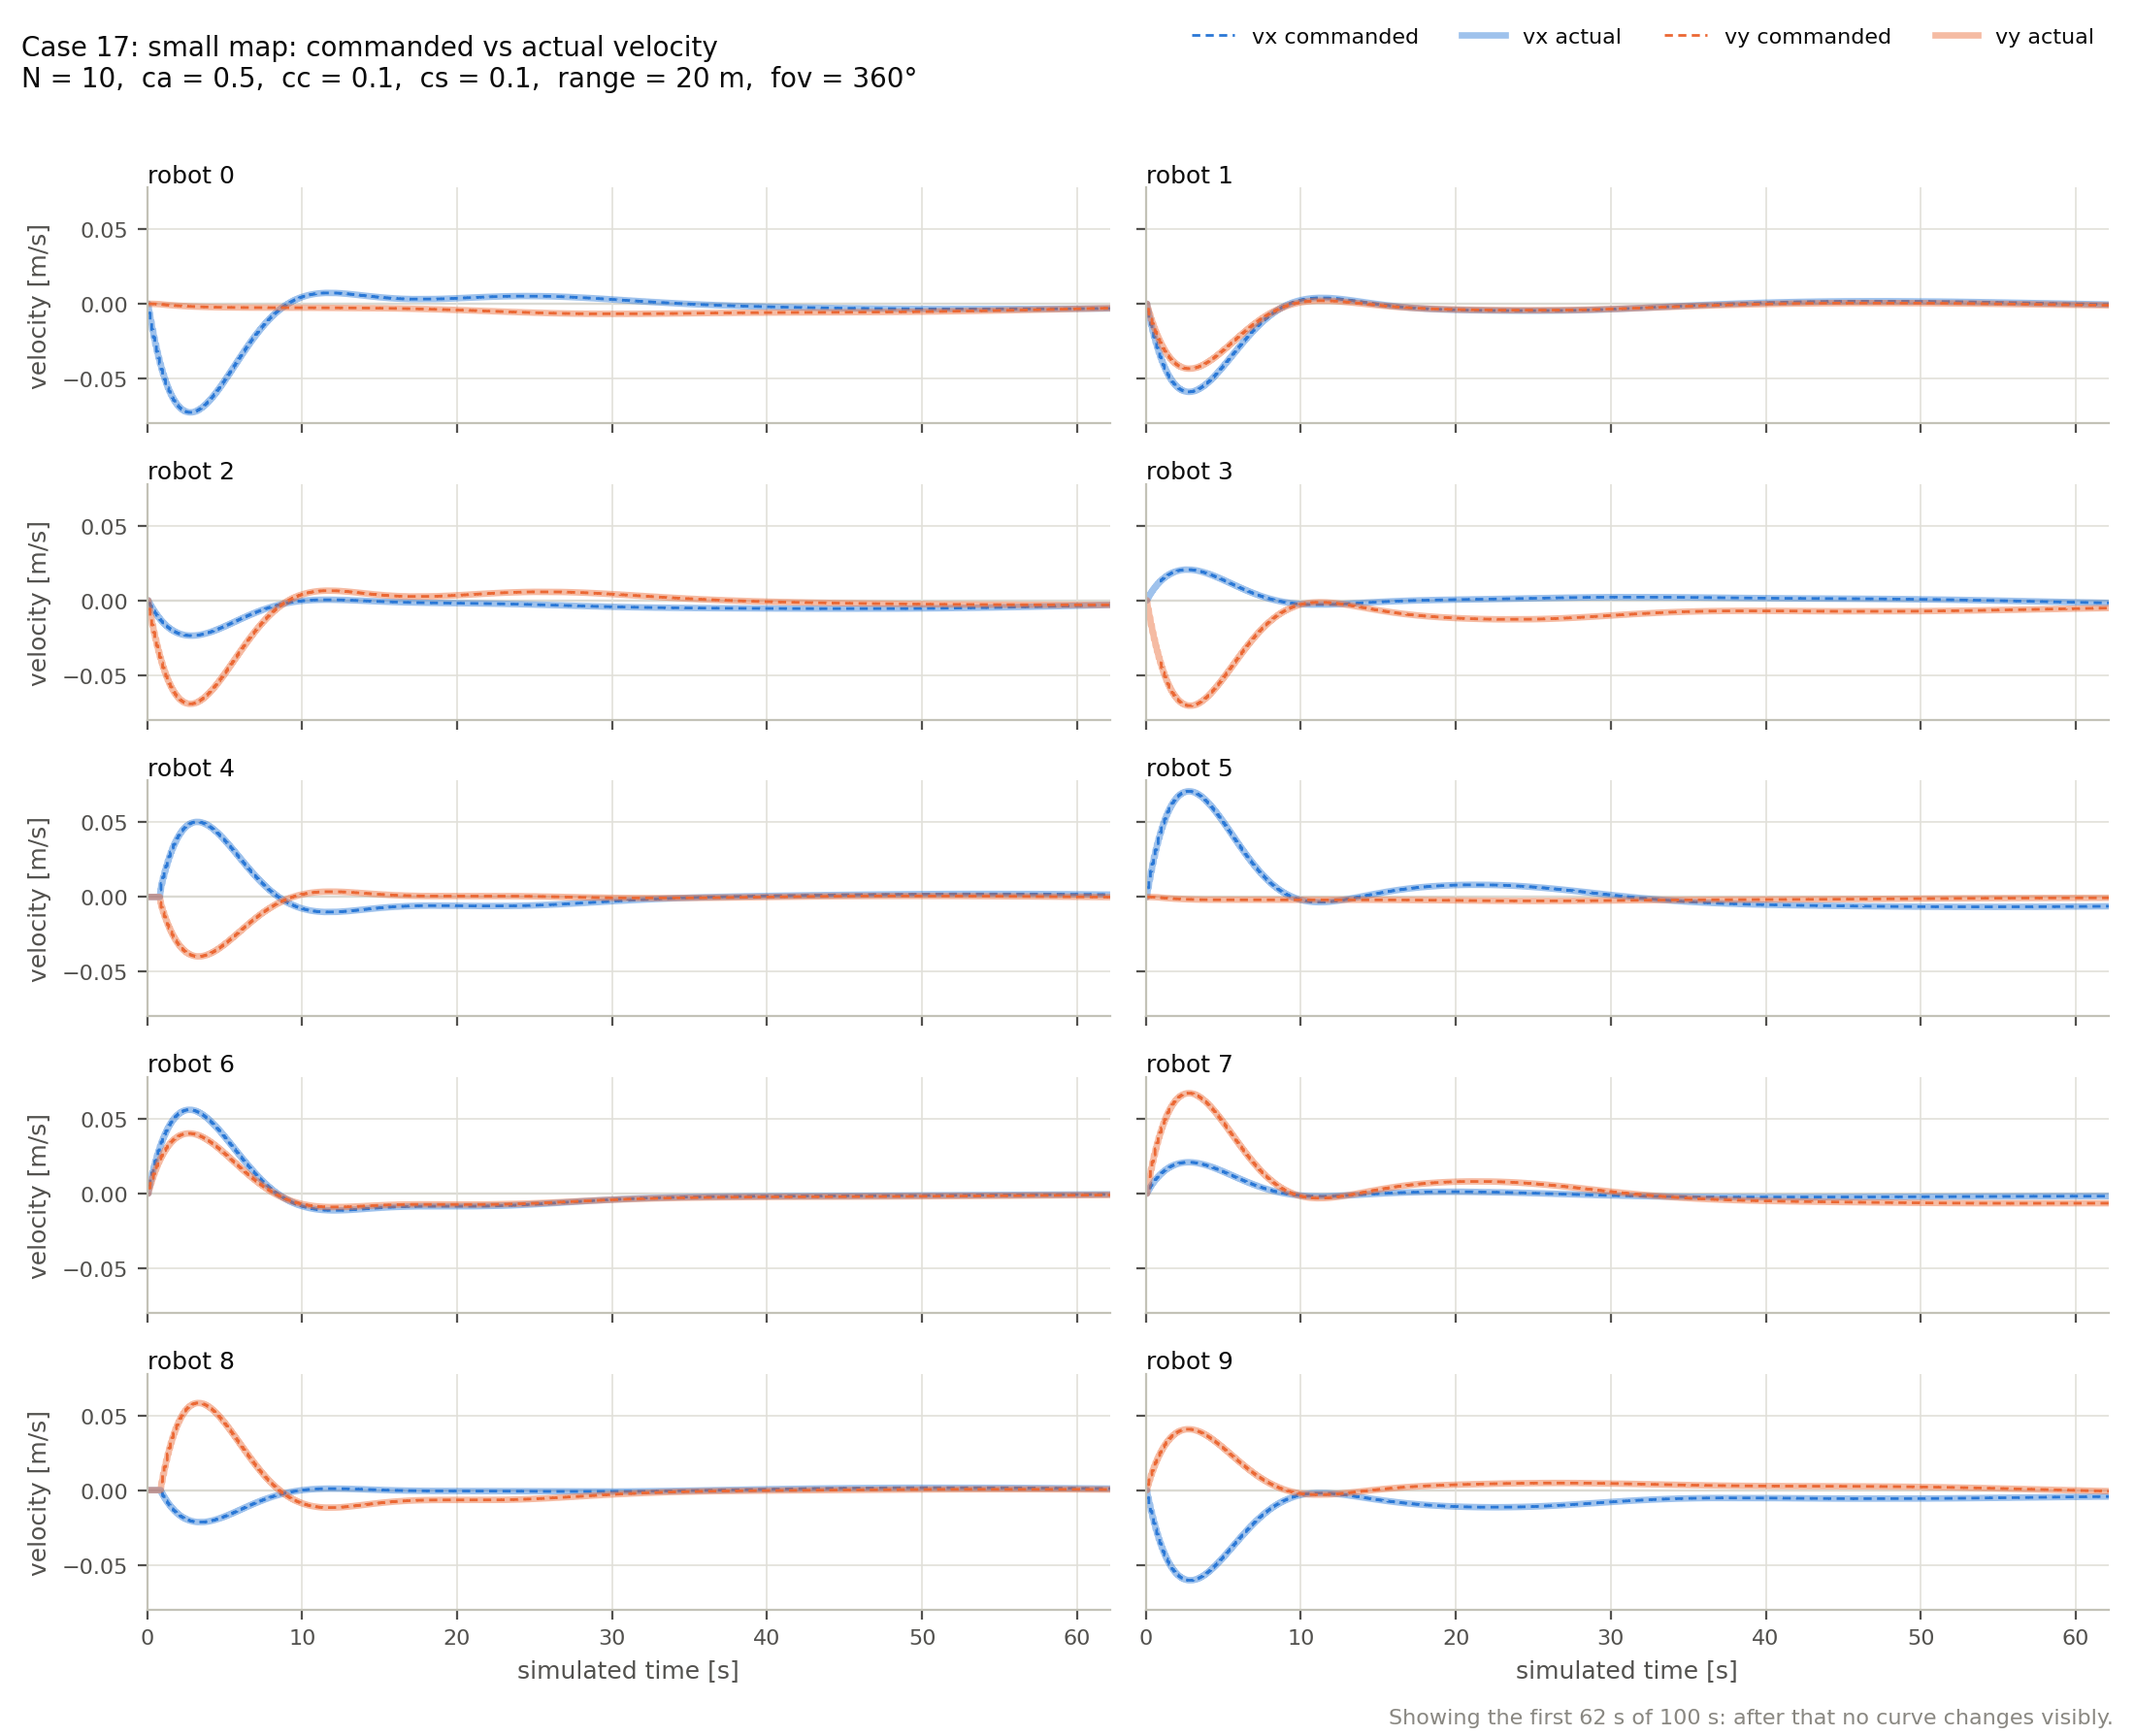 Case 17: small map: commanded vs actual velocity
N = 10,  ca = 0.5,  cc = 0.1,  cs = 0.1,  range = 20 m,  fov = 360°
vx commanded
vx actual
vy commanded
vy actual
robot 0
robot 1
velocity [m/s]
0.05
0.00
−0.05
robot 2
robot 3
velocity [m/s]
0.05
0.00
−0.05
robot 4
robot 5
velocity [m/s]
0.05
0.00
−0.05
robot 6
robot 7
velocity [m/s]
0.05
0.00
−0.05
robot 8
robot 9
velocity [m/s]
0.05
0.00
−0.05
0 10 20 30 40 50 60
0 10 20 30 40 50 60
simulated time [s]
simulated time [s]
Showing the first 62 s of 100 s: after that no curve changes visibly.